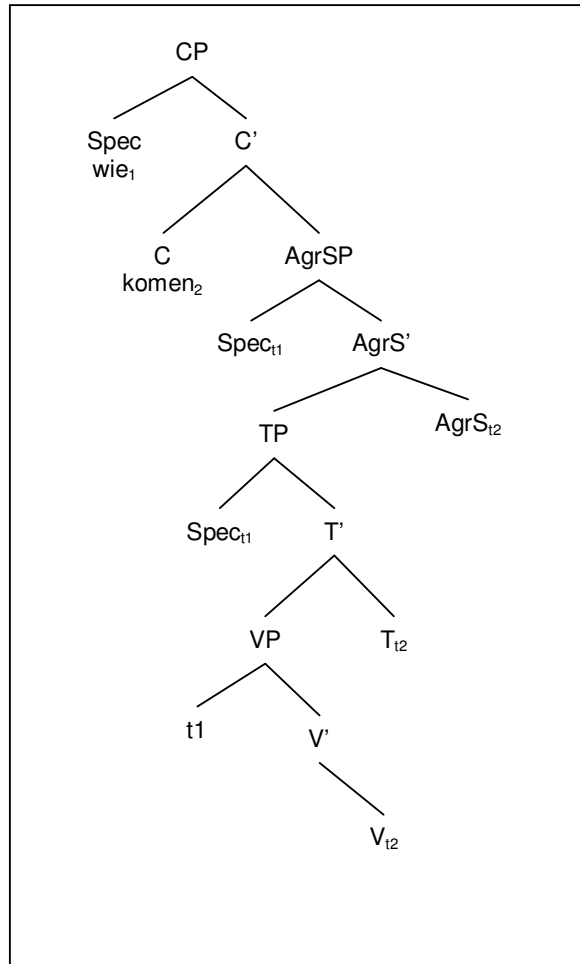 CP
Spec C’
wie₁
C AgrSP
komen₂
Specₜ₁ AgrS’
TP AgrSₜ₂
Specₜ₁ T’
VP Tₜ₂
t1 V’
Vₜ₂